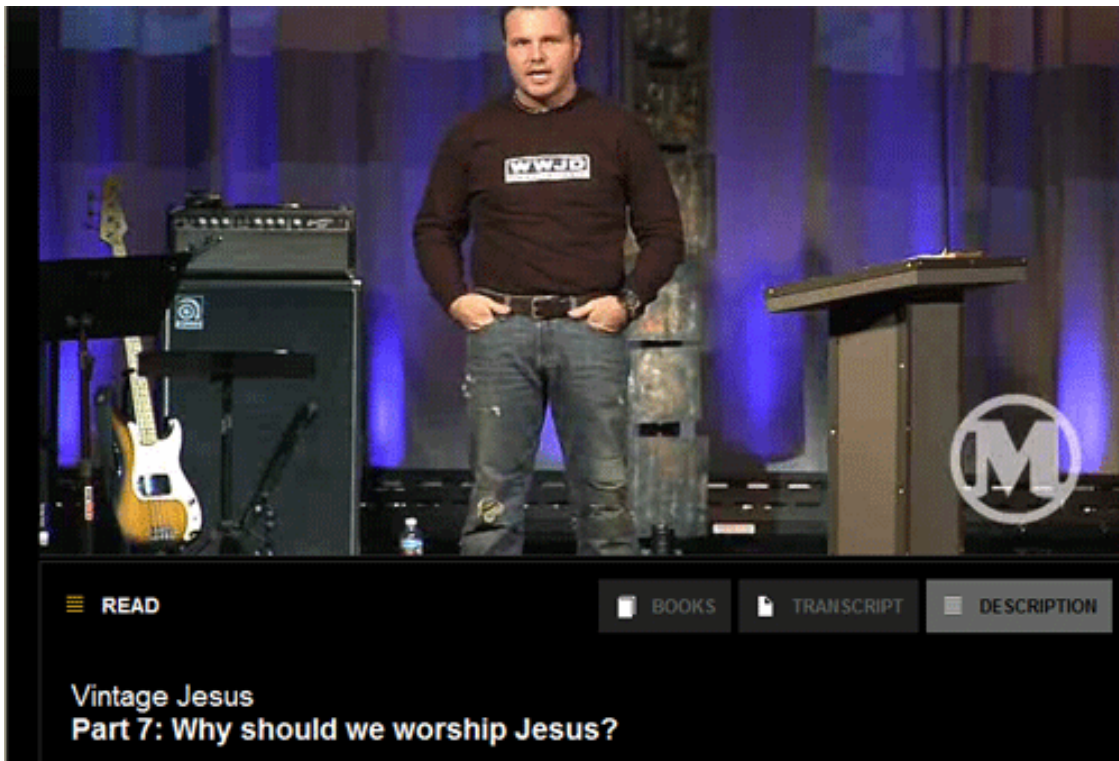 WWJD
M
READ
BOOKS
TRANSCRIPT
DESCRIPTION
Vintage Jesus
Part 7: Why should we worship Jesus?